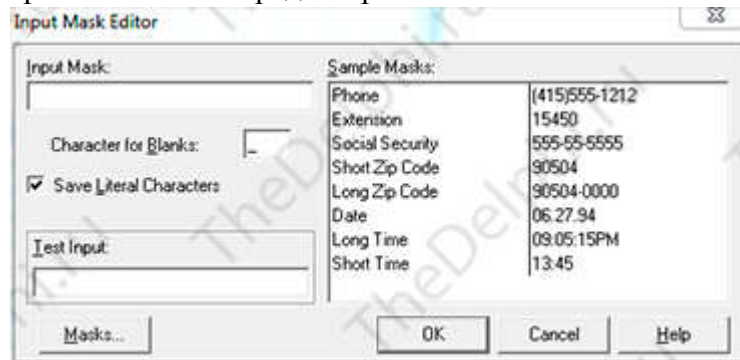 Input Mask Editor
Input Mask:
Character for Blanks:
_
Save Literal Characters
Test Input:
Masks...
Sample Masks:
Phone (415)555-1212
Extension 15450
Social Security 555-55-5555
Short Zip Code 90504
Long Zip Code 90504-0000
Date 06.27.94
Long Time 09:05:15PM
Short Time 13:45
OK Cancel Help